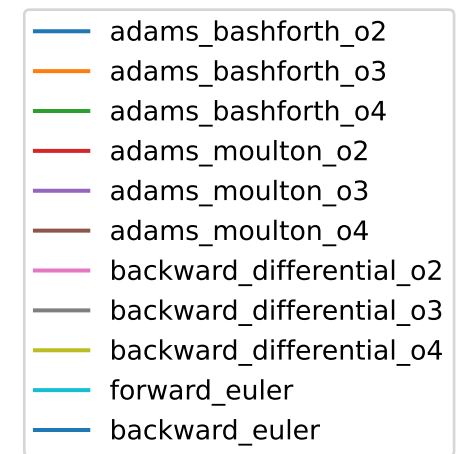 adams_bashforth_o2
adams_bashforth_o3
adams_bashforth_o4
adams_moulton_o2
adams_moulton_o3
adams_moulton_o4
backward_differential_o2
backward_differential_o3
backward_differential_o4
forward_euler
backward_euler